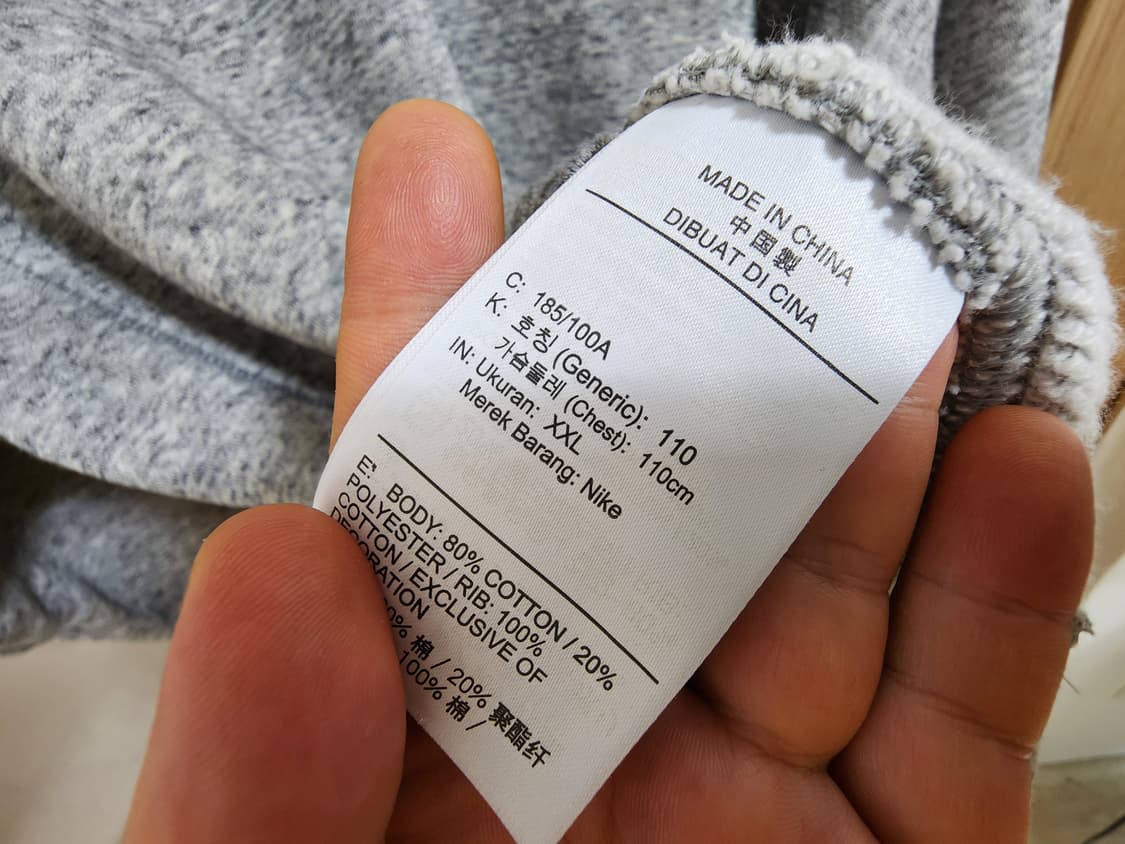 MADE IN CHINA
中国製
DIBUAT DI CINA
C: 185/100A
K: 호칭 (Generic): 110
가슴둘레 (Chest): 110cm
IN: Ukuran: XXL
Merek Barang: Nike
E: BODY: 80% COTTON / 20%
POLYESTER / RIB: 100%
COTTON / EXCLUSIVE OF
DECORATION
棉 / 20% 聚酯纤
100% 棉 /